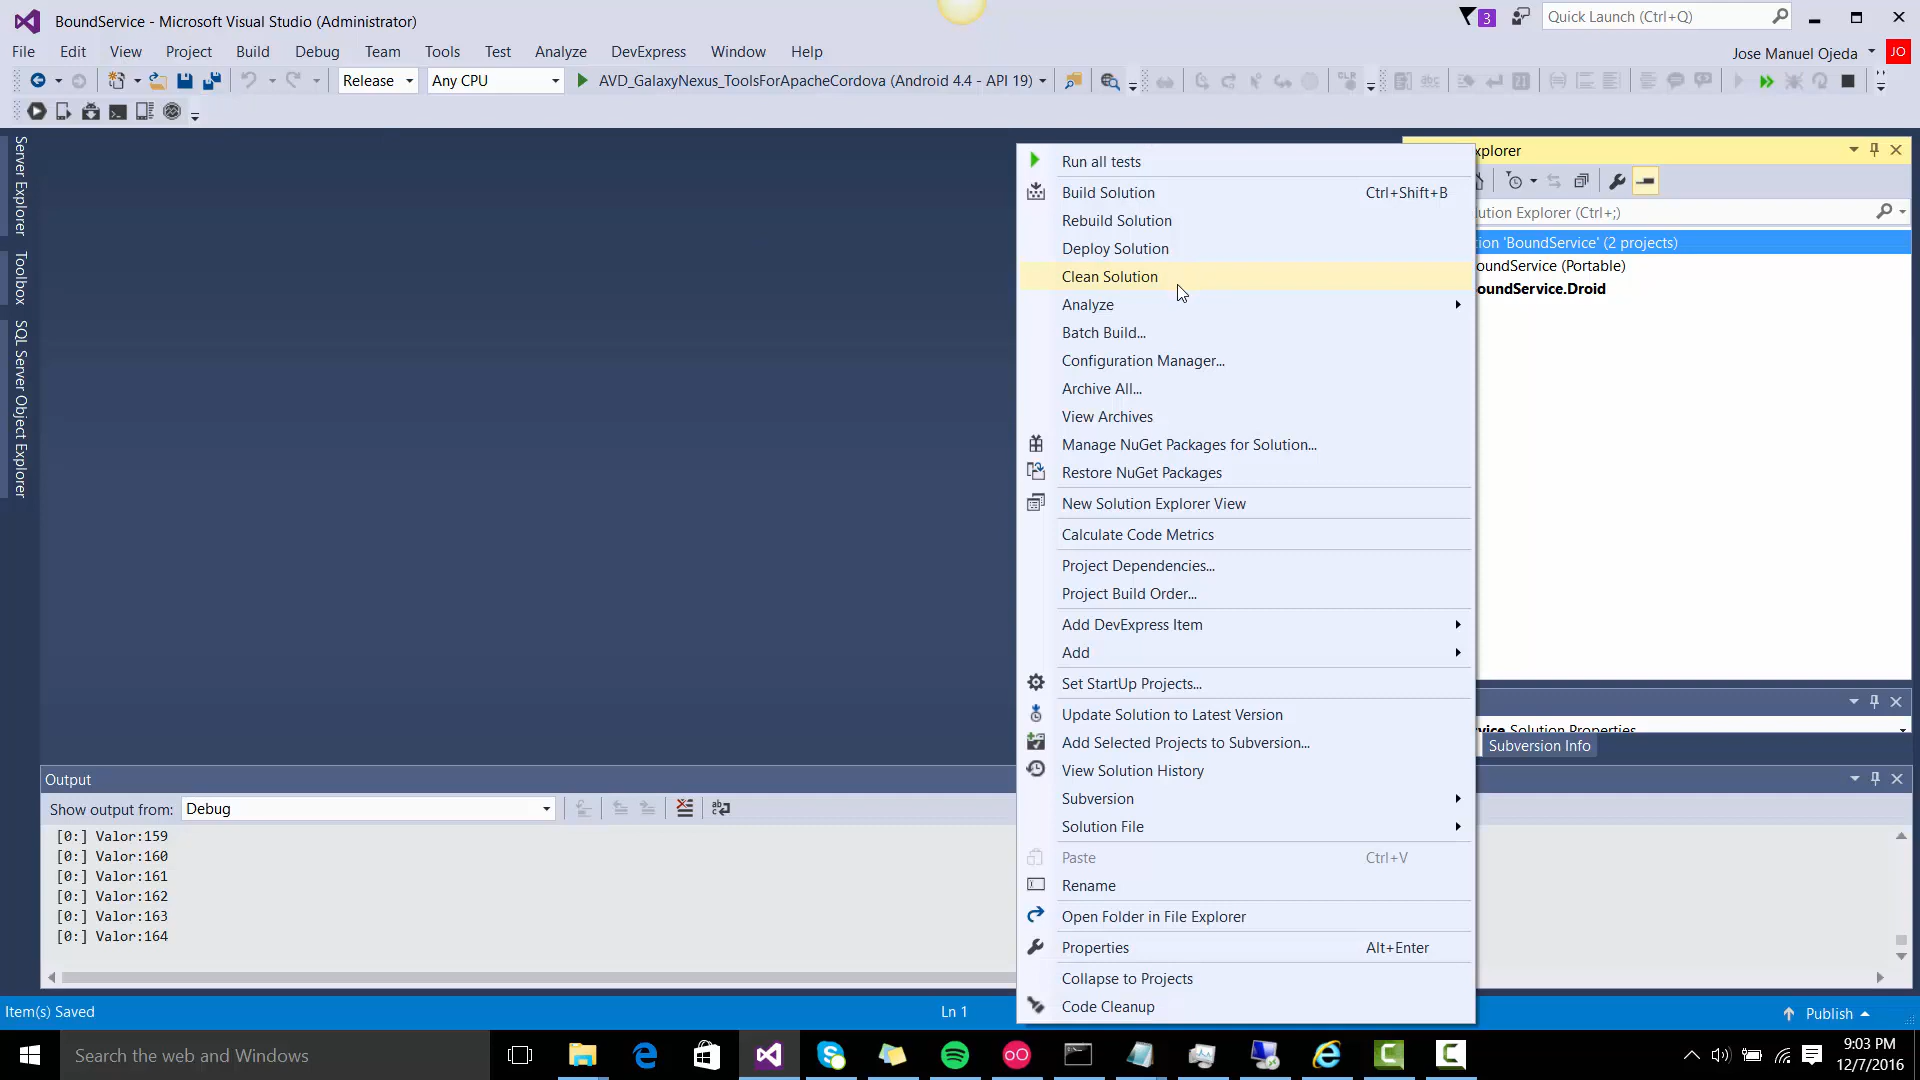 BoundService - Microsoft Visual Studio (Administrator)
3
Quick Launch (Ctrl+Q)
File Edit View Project Build Debug Team Tools Test Analyze DevExpress Window Help
Jose Manuel Ojeda
JO
Release
Any CPU
AVD_GalaxyNexus_ToolsForApacheCordova (Android 4.4 - API 19)
Server Explorer
Toolbox
SQL Server Object Explorer
Run all tests
Build Solution Ctrl+Shift+B
Rebuild Solution
Deploy Solution
Clean Solution
Analyze
Batch Build...
Configuration Manager...
Archive All...
View Archives
Manage NuGet Packages for Solution...
Restore NuGet Packages
New Solution Explorer View
Calculate Code Metrics
Project Dependencies...
Project Build Order...
Add DevExpress Item
Add
Set StartUp Projects...
Update Solution to Latest Version
Add Selected Projects to Subversion...
View Solution History
Subversion
Solution File
Paste Ctrl+V
Rename
Open Folder in File Explorer
Properties Alt+Enter
Collapse to Projects
Code Cleanup
xplorer
ution Explorer (Ctrl+;)
ion 'BoundService' (2 projects)
oundService (Portable)
oundService.Droid
vice Solution Properties
Subversion Info
Output
Show output from: Debug
[0:] Valor:159
[0:] Valor:160
[0:] Valor:161
[0:] Valor:162
[0:] Valor:163
[0:] Valor:164
Item(s) Saved
Ln 1
Publish
Search the web and Windows
9:03 PM
12/7/2016